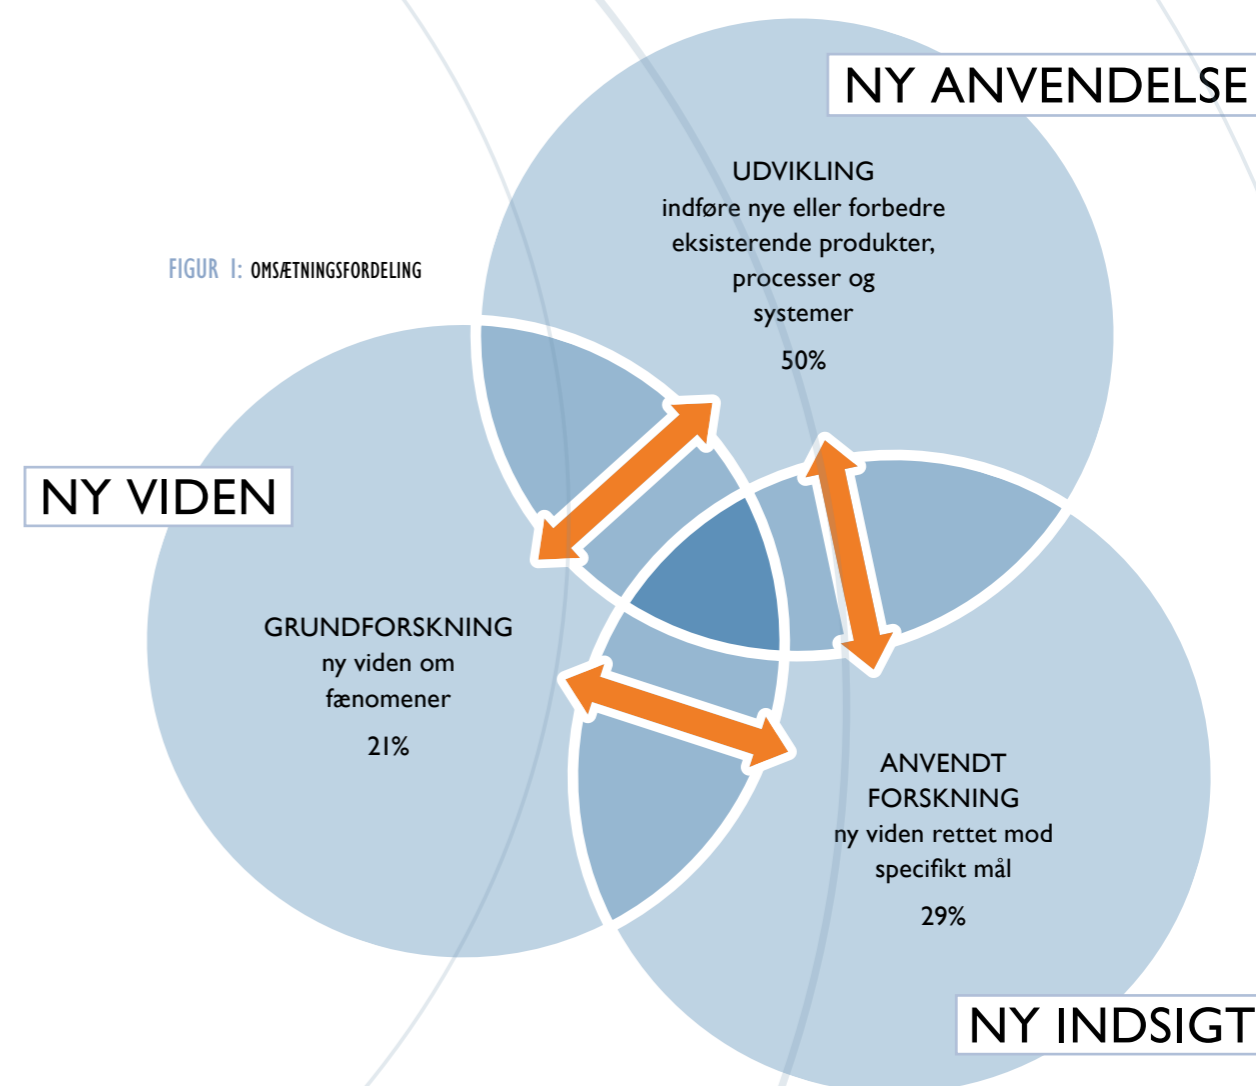 NY ANVENDELSE
UDVIKLING
indføre nye eller forbedre
eksisterende produkter,
processer og
systemer
50%
FIGUR 1: OMSÆTNINGSFORDELING
NY VIDEN
GRUNDFORSKNING
ny viden om
fænomener
21%
ANVENDT
FORSKNING
ny viden rettet mod
specifikt mål
29%
NY INDSIGT